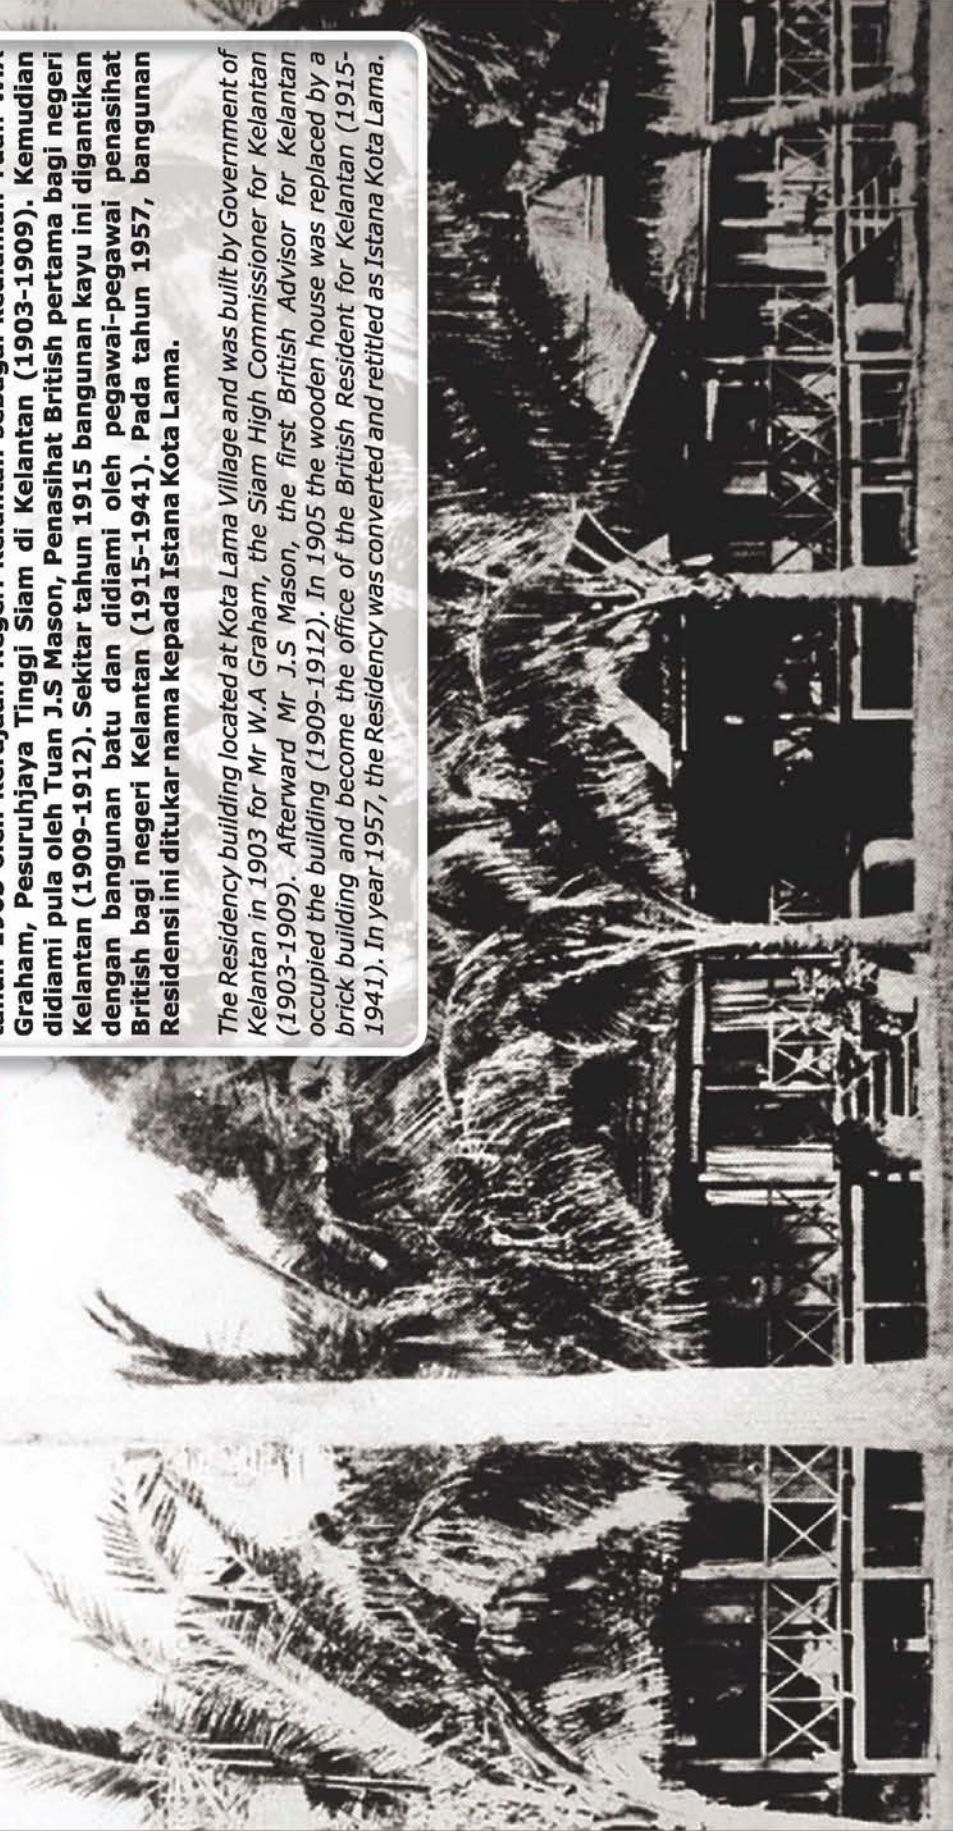 Graham, Pesuruhjaya Tinggi Siam di Kelantan (1903-1909). Kemudian
didiami pula oleh Tuan J.S Mason, Penasihat British pertama bagi negeri
Kelantan (1909-1912). Sekitar tahun 1915 bangunan kayu ini digantikan
dengan bangunan batu dan didiami oleh pegawai-pegawai penasihat
British bagi negeri Kelantan (1915-1941). Pada tahun 1957, bangunan
Residensi ini ditukar nama kepada Istana Kota Lama.
The Residency building located at Kota Lama Village and was built by Government of
Kelantan in 1903 for Mr W.A Graham, the Siam High Commissioner for Kelantan
(1903-1909). Afterward Mr J.S Mason, the first British Advisor for Kelantan
occupied the building (1909-1912). In 1905 the wooden house was replaced by a
brick building and become the office of the British Resident for Kelantan (1915-
1941). In year 1957, the Residency was converted and retitled as Istana Kota Lama.